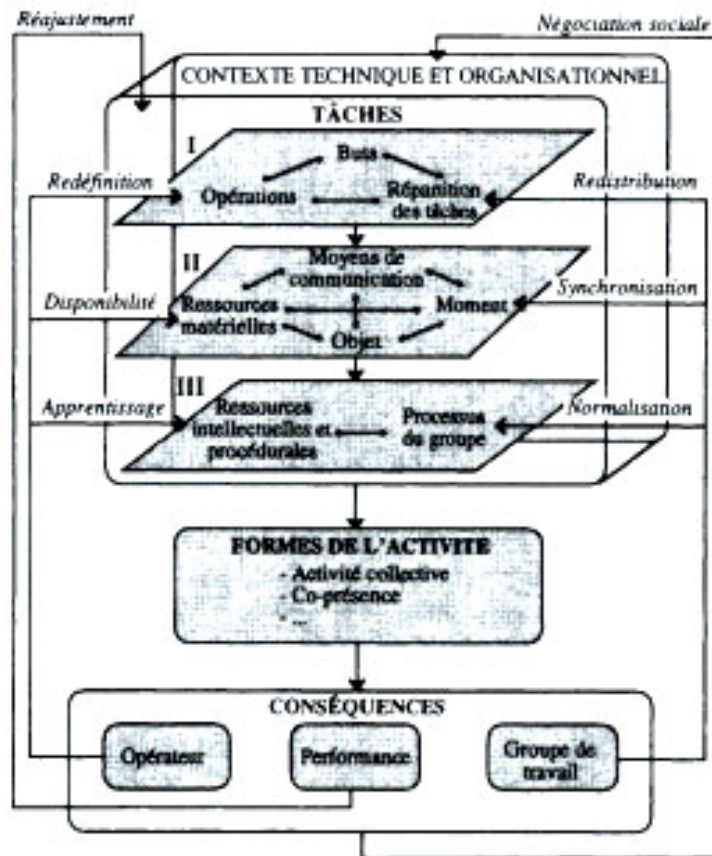 Réajustement
Négociation sociale
CONTEXTE TECHNIQUE ET ORGANISATIONNEL
TÂCHES
I
Buts
Redéfinition
Opérations
Répartition
des tâches
Redistribution
II
Moyens de
communication
Disponibilité
Ressources
matérielles
Moment
Synchronisation
Objet
III
Apprentissage
Ressources
intellectuelles et
procédurales
Processus
du groupe
Normalisation
FORMES DE L'ACTIVITE
- Activité collective
- Co-présence
- ...
CONSÉQUENCES
Opérateur
Performance
Groupe de
travail